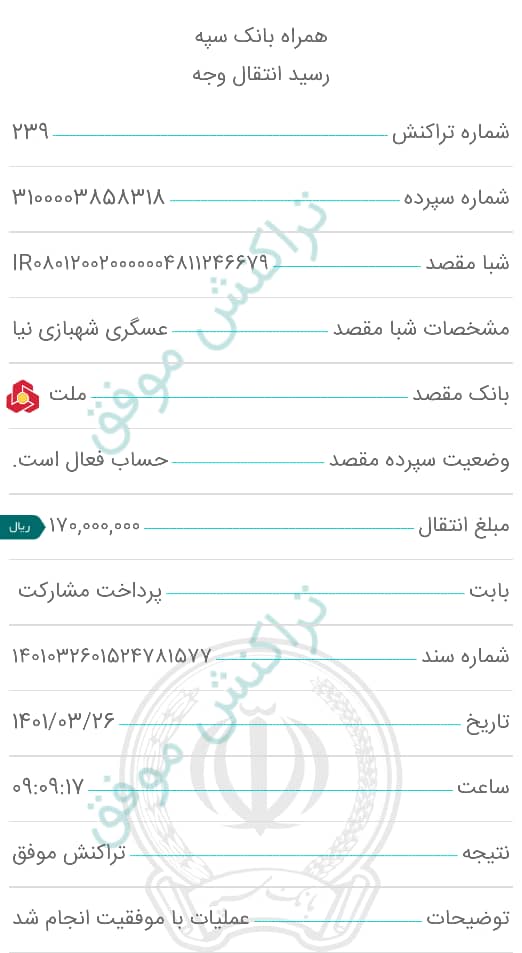 همراه بانک سپه
رسید انتقال وجه
شماره تراکنش ۲۳۹
شماره سپرده ۳۱۰۰۰۰۳۸۵۸۳۱۸
شبا مقصد IR۰۸۰۱۲۰۰۲۰۰۰۰۰۰۴۸۱۱۲۴۶۶۷۹
مشخصات شبا مقصد عسگری شهبازی نیا
بانک مقصد ملت
وضعیت سپرده مقصد حساب فعال است.
مبلغ انتقال ۱۷۰,۰۰۰,۰۰۰ ریال
بابت پرداخت مشارکت
شماره سند ۱۴۰۱۰۳۲۶۰۱۵۲۴۷۸۱۵۷۷
تاریخ ۱۴۰۱/۰۳/۲۶
ساعت ۰۹:۰۹:۱۷
نتیجه تراکنش موفق
توضیحات عملیات با موفقیت انجام شد
تراکنش موفق
تراکنش موفق
بانک سپه